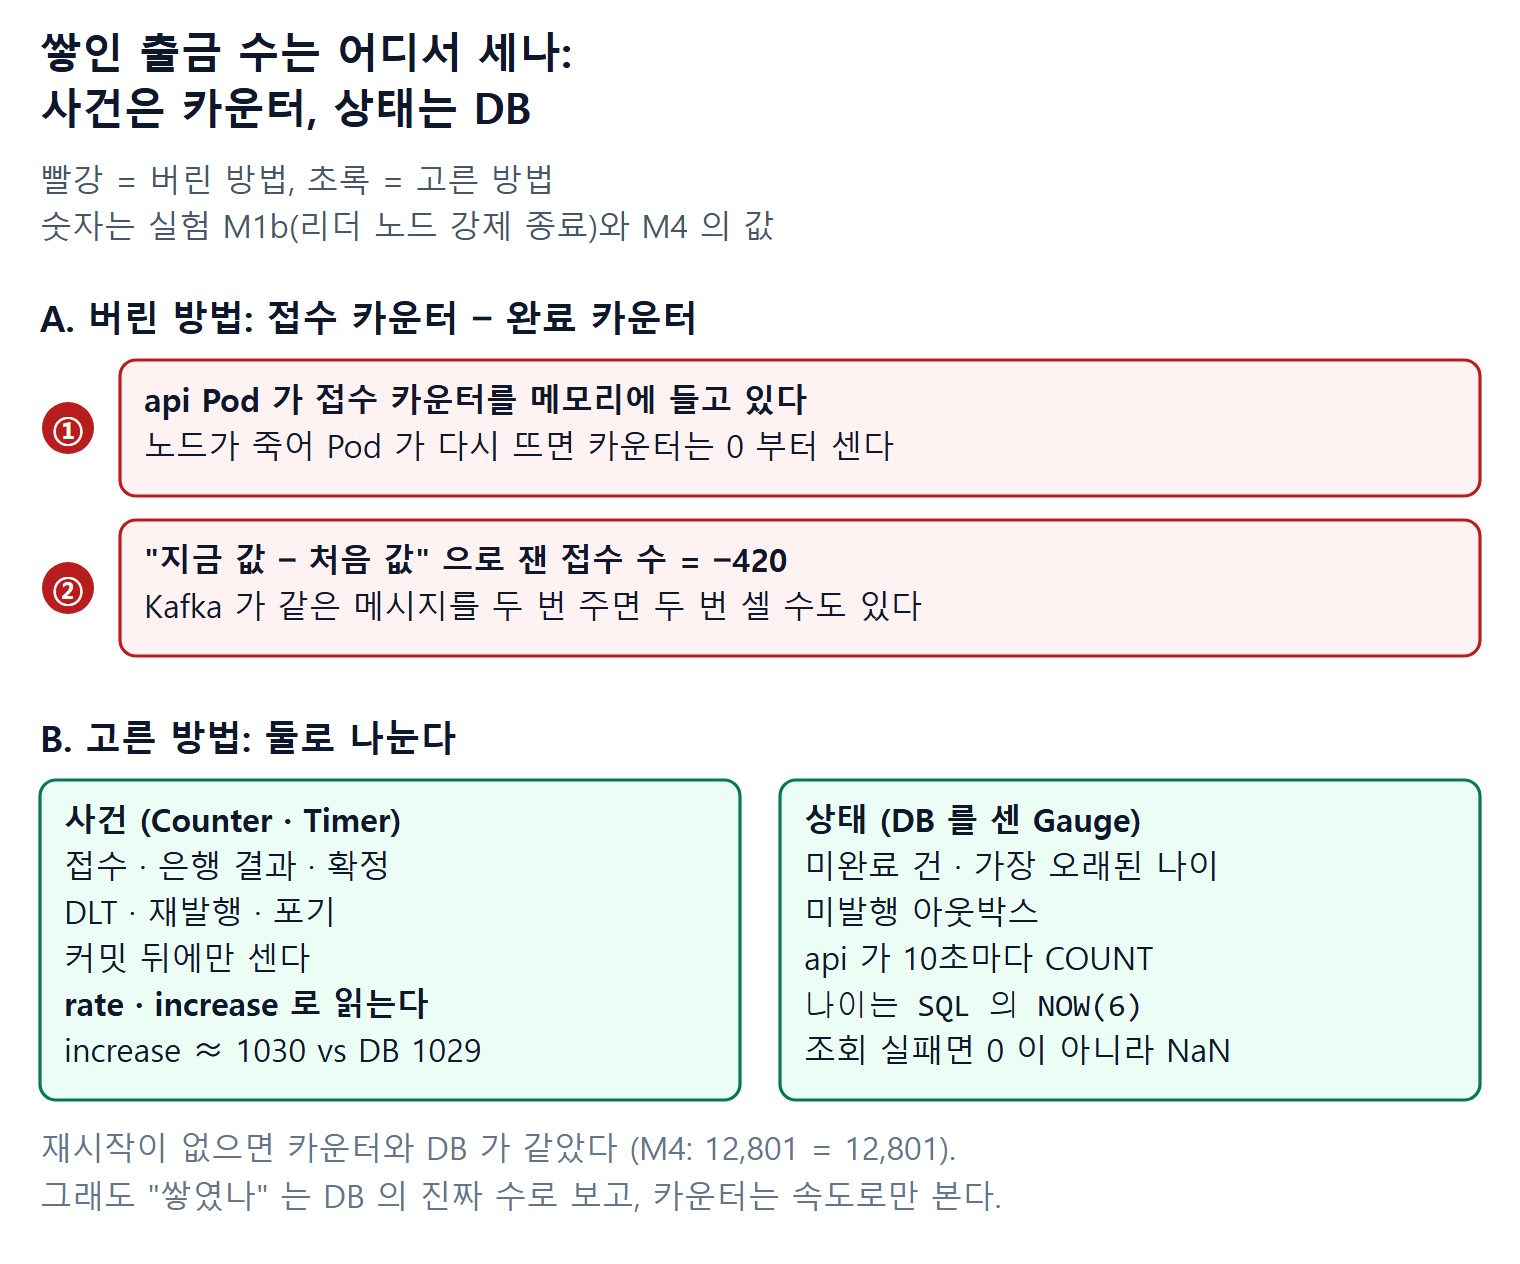 쌓인 출금 수는 어디서 세나:
사건은 카운터, 상태는 DB
빨강 = 버린 방법, 초록 = 고른 방법
숫자는 실험 M1b(리더 노드 강제 종료)와 M4 의 값
A. 버린 방법: 접수 카운터 − 완료 카운터
①
api Pod 가 접수 카운터를 메모리에 들고 있다
노드가 죽어 Pod 가 다시 뜨면 카운터는 0 부터 센다
②
"지금 값 − 처음 값" 으로 잰 접수 수 = −420
Kafka 가 같은 메시지를 두 번 주면 두 번 셀 수도 있다
B. 고른 방법: 둘로 나눈다
사건 (Counter · Timer)
접수 · 은행 결과 · 확정
DLT · 재발행 · 포기
커밋 뒤에만 센다
rate · increase 로 읽는다
increase ≈ 1030 vs DB 1029
상태 (DB 를 센 Gauge)
미완료 건 · 가장 오래된 나이
미발행 아웃박스
api 가 10초마다 COUNT
나이는 SQL 의 NOW(6)
조회 실패면 0 이 아니라 NaN
재시작이 없으면 카운터와 DB 가 같았다 (M4: 12,801 = 12,801).
그래도 "쌓였나" 는 DB 의 진짜 수로 보고, 카운터는 속도로만 본다.